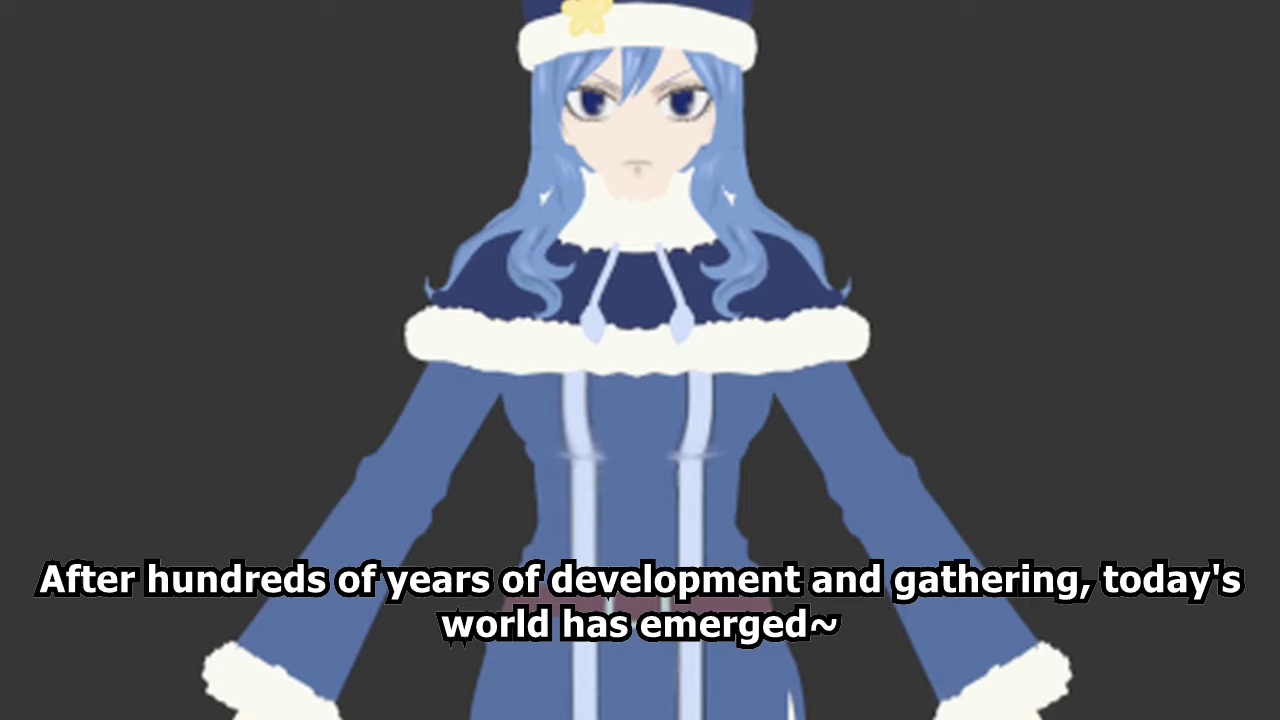 After hundreds of years of development and gathering, today's
world has emerged~